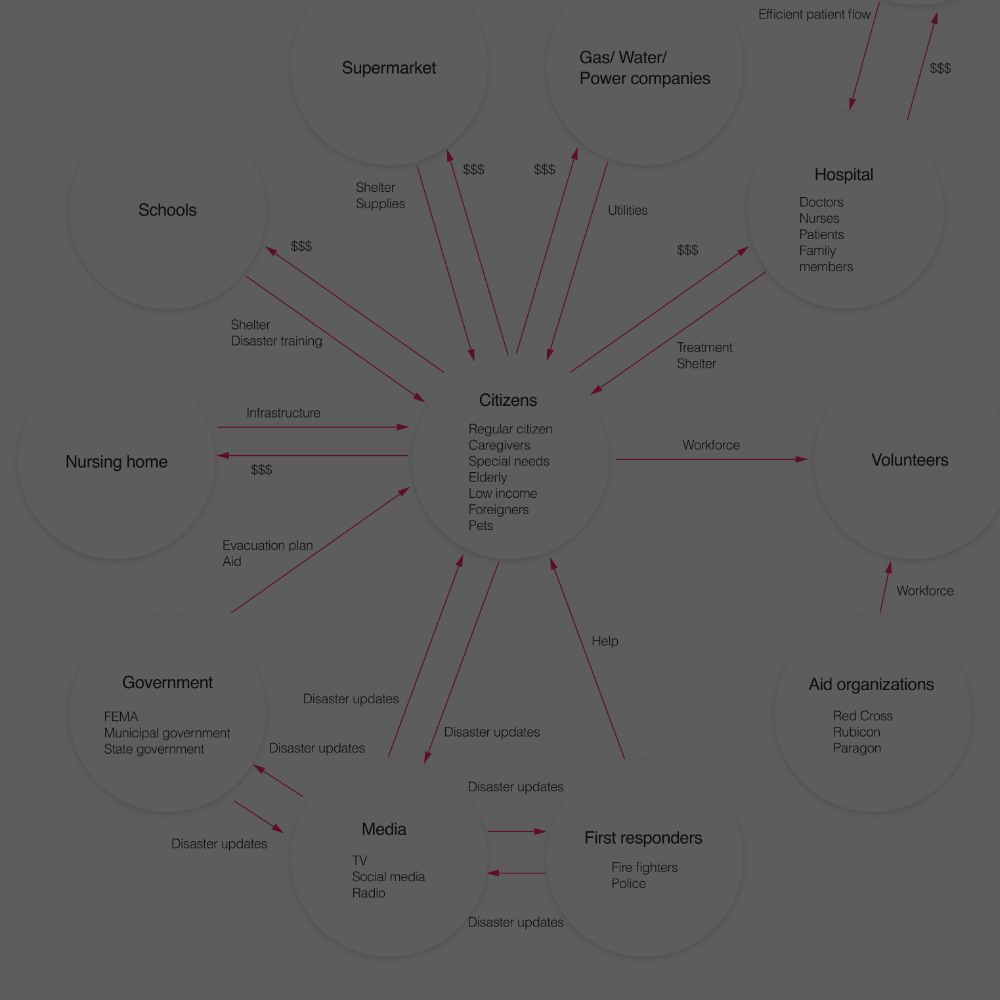 Efficient patient flow
$$$
Supermarket
Gas/ Water/
Power companies
Hospital
Doctors
Nurses
Patients
Family
members
Schools
Shelter
Supplies
$$$
$$$
Utilities
$$$
$$$
Shelter
Disaster training
Treatment
Shelter
Citizens
Regular citizen
Caregivers
Special needs
Elderly
Low income
Foreigners
Pets
Infrastructure
Nursing home
$$$
Workforce
Volunteers
Evacuation plan
Aid
Workforce
Help
Government
FEMA
Municipal government
State government
Aid organizations
Red Cross
Rubicon
Paragon
Disaster updates
Disaster updates
Disaster updates
Disaster updates
Disaster updates
Media
TV
Social media
Radio
First responders
Fire fighters
Police
Disaster updates